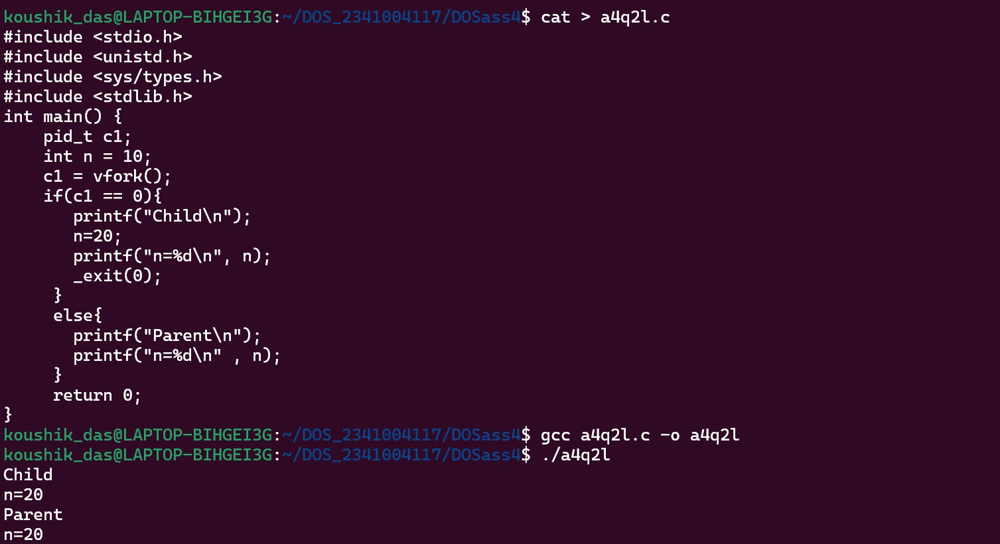 koushik_das@LAPTOP-BIHGEI3G:~/DOS_2341004117/DOSass4$ cat > a4q2l.c
#include <stdio.h>
#include <unistd.h>
#include <sys/types.h>
#include <stdlib.h>
int main() {
    pid_t c1;
    int n = 10;
    c1 = vfork();
    if(c1 == 0){
       printf("Child\n");
       n=20;
       printf("n=%d\n", n);
       _exit(0);
     }
     else{
       printf("Parent\n");
       printf("n=%d\n" , n);
     }
     return 0;
}
koushik_das@LAPTOP-BIHGEI3G:~/DOS_2341004117/DOSass4$ gcc a4q2l.c -o a4q2l
koushik_das@LAPTOP-BIHGEI3G:~/DOS_2341004117/DOSass4$ ./a4q2l
Child
n=20
Parent
n=20